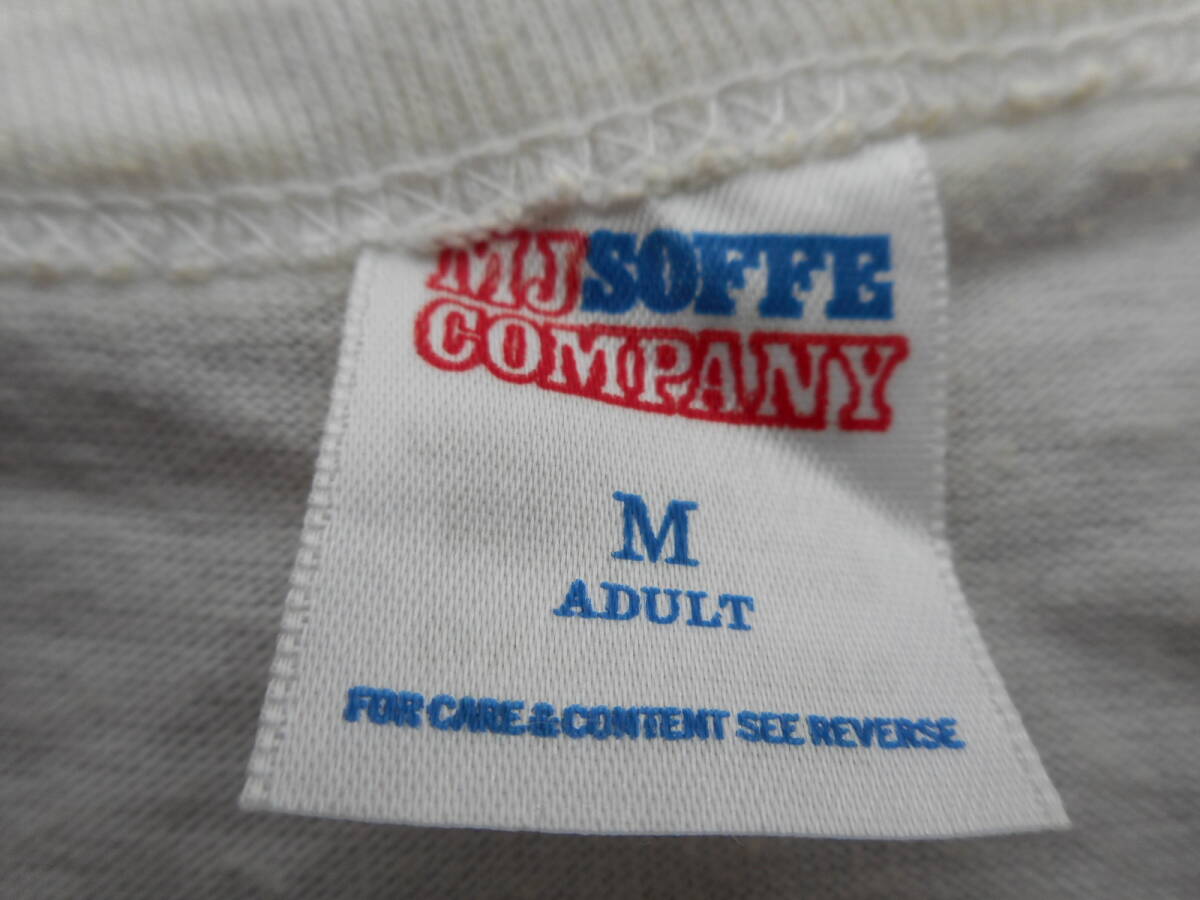 MJ SOFFE
COMPANY
M
ADULT
FOR CARE & CONTENT SEE REVERSE